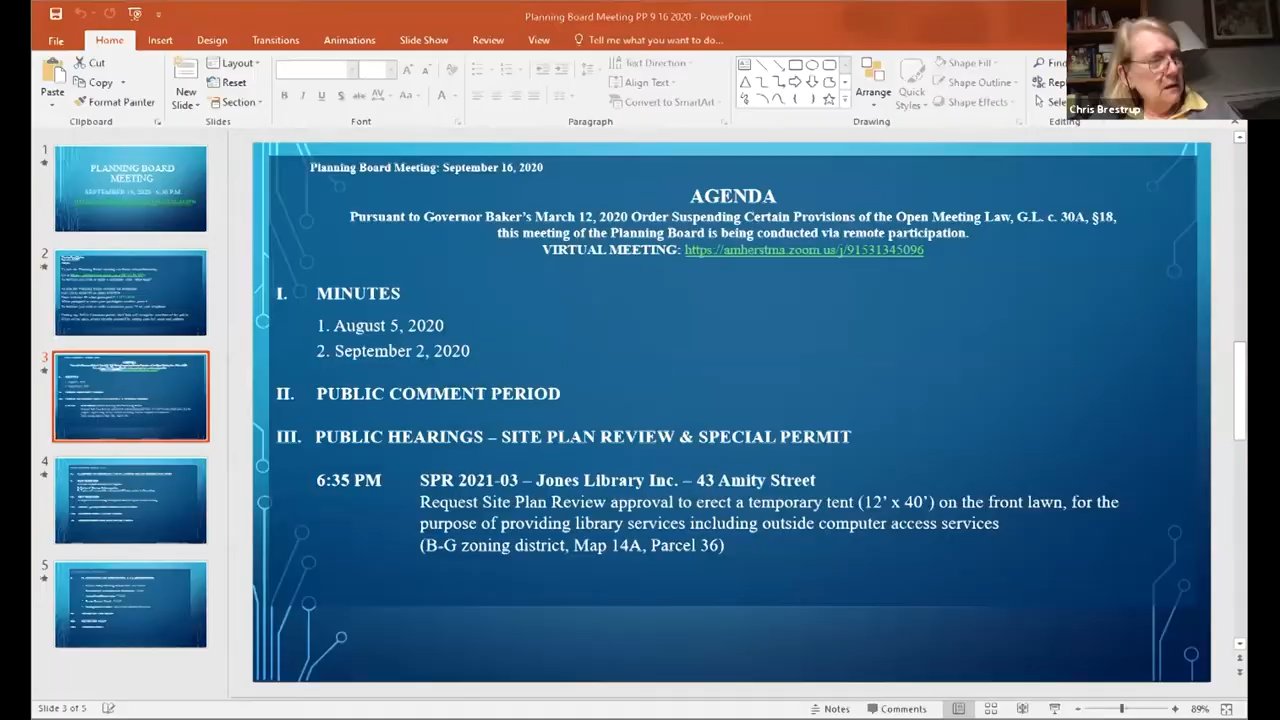 Planning Board Meeting PP 9 16 2020 - PowerPoint
File Home Insert Design Transitions Animations Slide Show Review View Tell me what you want to do...
Paste
Cut
Copy
Format Painter
Clipboard
New
Slide
Layout
Reset
Section
Slides
B I U S abc AV Aa A
Font
Text Direction
Align Text
Convert to SmartArt
Paragraph
Arrange
Quick
Styles
Shape Fill
Shape Outline
Shape Effects
Drawing
Editing
Chris Brestrup
1
PLANNING BOARD
MEETING
2
3
4
5
Planning Board Meeting: September 16, 2020
AGENDA
Pursuant to Governor Baker's March 12, 2020 Order Suspending Certain Provisions of the Open Meeting Law, G.L. c. 30A, §18,
this meeting of the Planning Board is being conducted via remote participation.
VIRTUAL MEETING: https://amherstma.zoom.us/j/91531345096
I. MINUTES
1. August 5, 2020
2. September 2, 2020
II. PUBLIC COMMENT PERIOD
III. PUBLIC HEARINGS – SITE PLAN REVIEW & SPECIAL PERMIT
6:35 PM SPR 2021-03 – Jones Library Inc. – 43 Amity Street
Request Site Plan Review approval to erect a tempory tent (12' x 40') on the front lawn, for the
purpose of providing library services including outside computer access services
(B-G zoning district, Map 14A, Parcel 36)
Slide 3 of 5
Notes Comments 89%